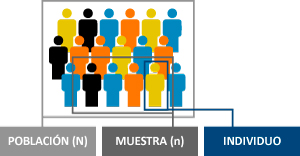 POBLACIÓN (N)
MUESTRA (n)
INDIVIDUO